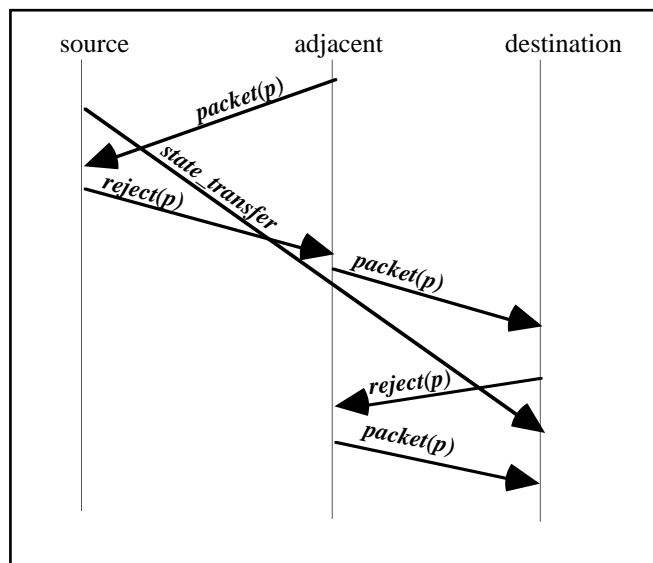 source adjacent destination
packet(p)
state_transfer
reject(p)
packet(p)
reject(p)
packet(p)